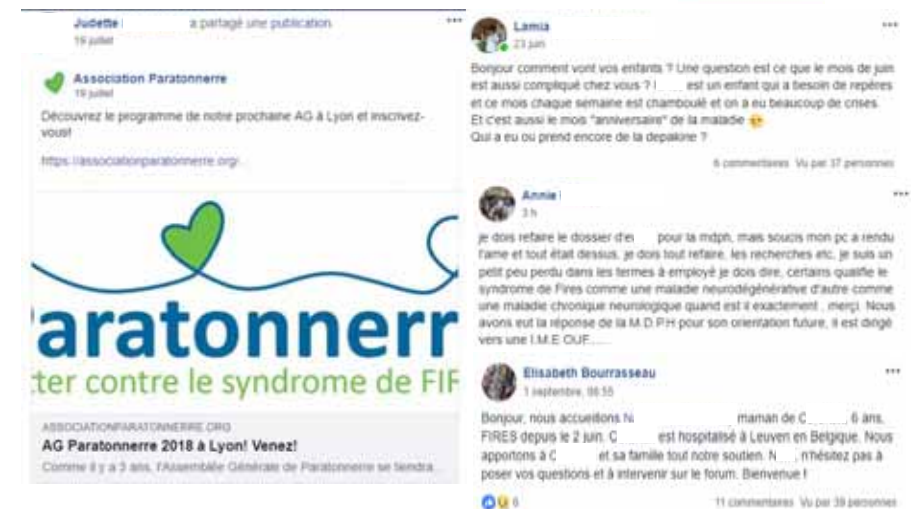 Judette
a partagé une publication.
19 juillet
Association Paratonnerre
19 juillet
Découvrez le programme de notre prochaine AG à Lyon et inscrivez-
vous!
https://associationparatonnerre.org/...
aratonnerr
tter contre le syndrome de FIR
ASSOCIATIONPARATONNERRE.ORG
AG Paratonnerre 2018 à Lyon! Venez!
Comme il y a 3 ans, l'Assemblée Générale de Paratonnerre se tiendra...
Lamia
23 juin
Bonjour comment vont vos enfants ? Une question est ce que le mois de juin
est aussi compliqué chez vous ? I est un enfant qui a besoin de repères
et ce mois chaque semaine est chamboulé et on a eu beaucoup de crises.
Et c'est aussi le mois "anniversaire" de la maladie
Qui a eu ou prend encore de la depakine ?
6 commentaires Vu par 37 personnes
Annie
3 h
je dois refaire le dossier d'e pour la mdph, mais soucis mon pc a rendu
l'ame et tout était dessus, je dois tout refaire, les recherches etc, je suis un
petit peu perdu dans les termes à employé je dois dire, certains qualifie le
syndrome de Fires comme une maladie neurodégénérative d'autre comme
une maladie chronique neurologique quand est il exactement , merçi. Nous
avons eut la réponse de la M.D.P.H pour son orientation future, il est dirigé
vers une I.M.E OUF......
Elisabeth Bourrasseau
1 septembre, 06:55
Bonjour, nous accueillons N maman de C 6 ans,
FIRES depuis le 2 juin. C est hospitalisé à Leuven en Belgique. Nous
apportons à C et sa famille tout notre soutien. N , n'hésitez pas à
poser vos questions et à intervenir sur le forum. Bienvenue !
6
11 commentaires Vu par 39 personnes